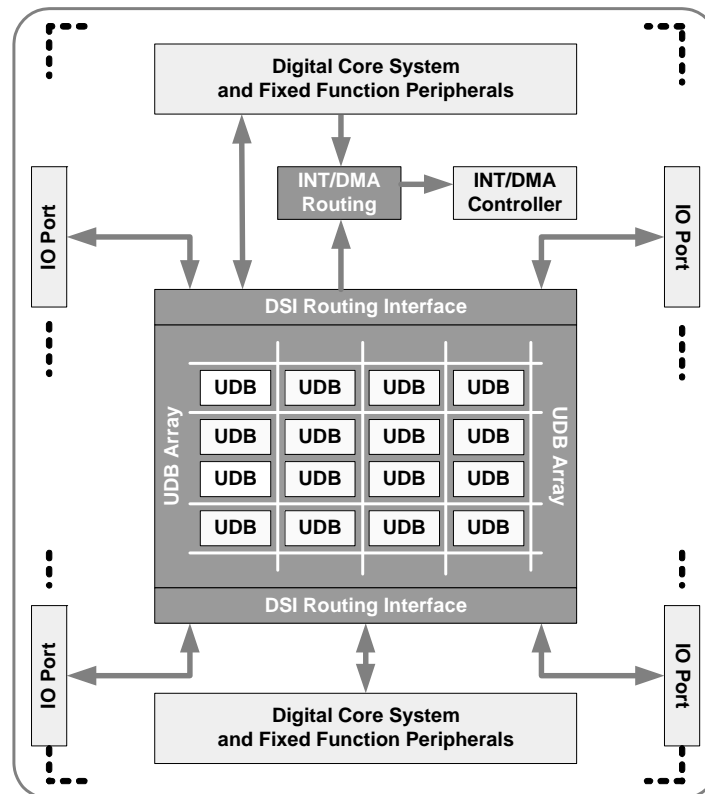 Digital Core System
and Fixed Function Peripherals
INT/DMA
Routing
INT/DMA
Controller
IO Port
IO Port
DSI Routing Interface
UDB Array
UDB UDB UDB UDB
UDB UDB UDB UDB
UDB UDB UDB UDB
UDB UDB UDB UDB
UDB Array
DSI Routing Interface
IO Port
IO Port
Digital Core System
and Fixed Function Peripherals